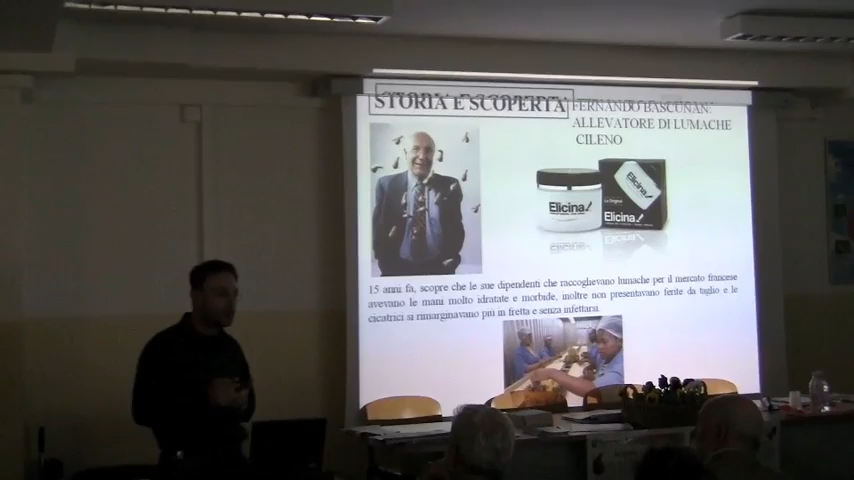 STORIA E SCOPERTA
FERNANDO BASCUNAN:
ALLEVATORE DI LUMACHE
CILENO
Elicina
Elicina
Elicina
15 anni fa, scopre che le sue dipendenti che raccoglievano lumache per il mercato francese
avevano le mani molto idratate e morbide, inoltre non presentavano ferite da taglio e le
cicatrici si rimarginavano più in fretta e senza infettarsi.